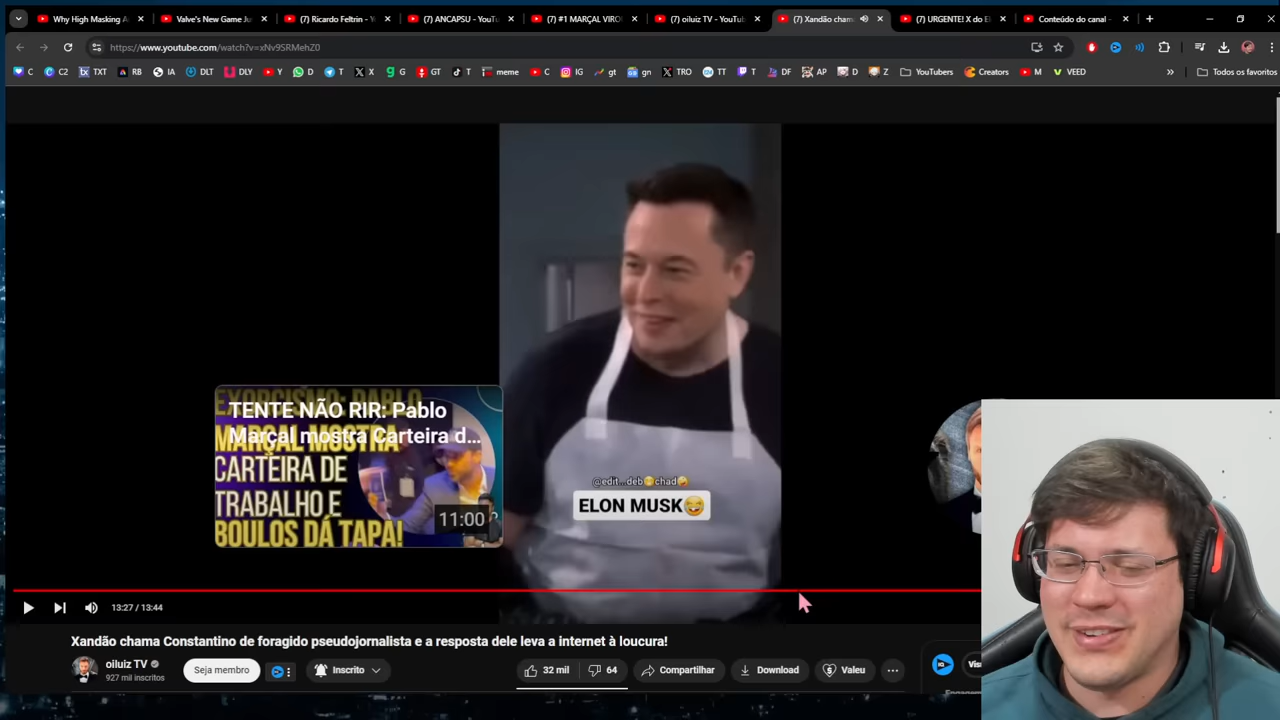 Why High Masking A
Valve's New Game Ju
(7) Ricardo Feltrin - Y
(7) ANCAPSU - YouTu
(7) #1 MARÇAL VIRO
(7) oiluiz TV - YouTub
(7) Xandão cham
(7) URGENTE! X do El
Conteúdo do canal -
https://www.youtube.com/watch?v=xNv9SRMehZ0
C
C2
TXT
RB
IA
DLT
DLY
Y
D
T
X
G
GT
T
meme
C
IG
gt
gn
TRO
TT
T
DF
AP
D
Z
YouTubers
Creators
M
VEED
»
Todos os favoritos
TENTE NÃO RIR: Pablo
Marçal mostra Carteira d...
EXORCISMO: PABLO
MARÇAL MOSTRA
CARTEIRA DE
TRABALHO E
BOULOS DÁ TAPA!
11:00
@edit...deb🤭chad🤪
ELON MUSK😂
13:27 / 13:44
Xandão chama Constantino de foragido pseudojornalista e a resposta dele leva a internet à loucura!
oiluiz TV
927 mil inscritos
Seja membro
Inscrito
32 mil
64
Compartilhar
Download
Valeu
...